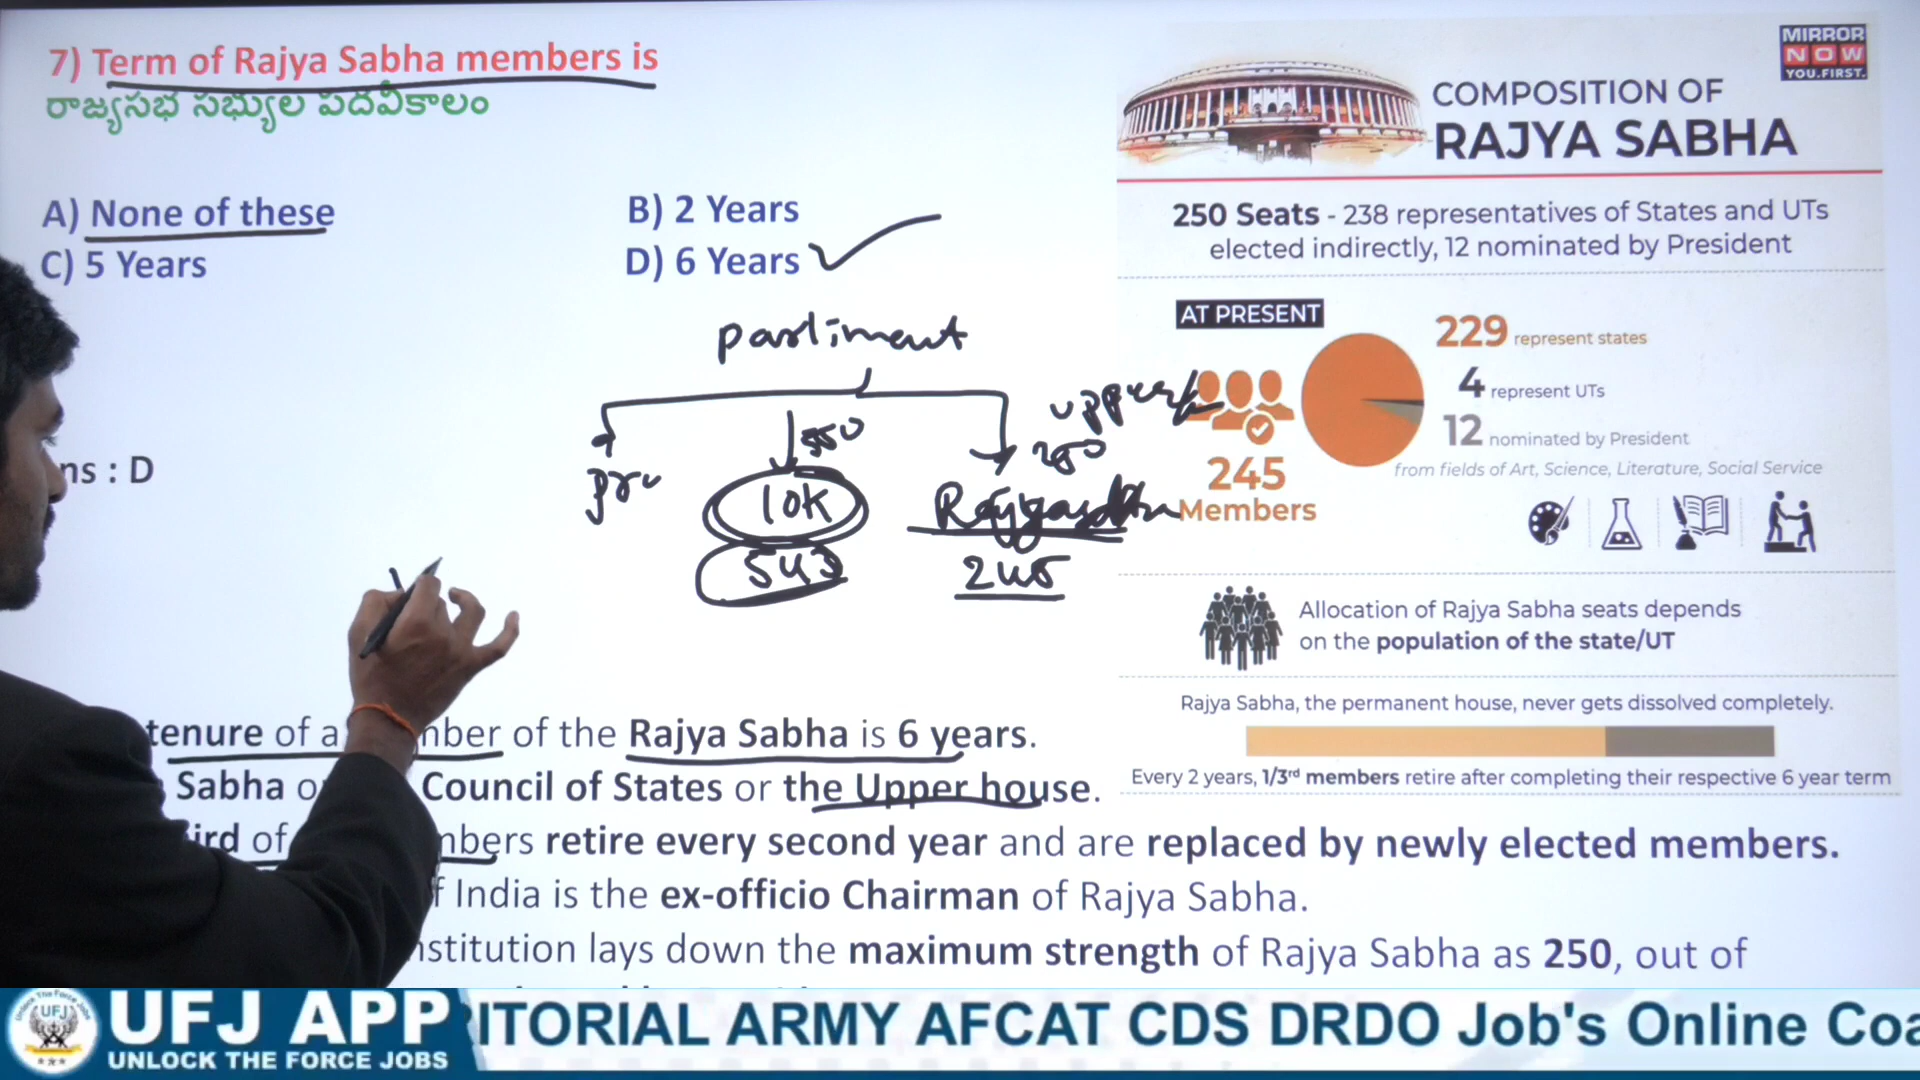 7) Term of Rajya Sabha members is
రాజ్యసభ సభ్యుల పదవీకాలం
A) None of these
B) 2 Years
C) 5 Years
D) 6 Years
parliment
550
10K
543
upper
250
Rajyasabha
245
ns : D
tenure of a mber of the Rajya Sabha is 6 years.
Sabha or Council of States or the Upper house.
ird of mbers retire every second year and are replaced by newly elected members.
f India is the ex-officio Chairman of Rajya Sabha.
nstitution lays down the maximum strength of Rajya Sabha as 250, out of
MIRROR
NOW
YOU.FIRST.
COMPOSITION OF
RAJYA SABHA
250 Seats - 238 representatives of States and UTs
elected indirectly, 12 nominated by President
AT PRESENT
229 represent states
4 represent UTs
12 nominated by President
from fields of Art, Science, Literature, Social Service
245
Members
Allocation of Rajya Sabha seats depends
on the population of the state/UT
Rajya Sabha, the permanent house, never gets dissolved completely.
Every 2 years, 1/3rd members retire after completing their respective 6 year term
UFJ
UFJ APP
UNLOCK THE FORCE JOBS
ITORIAL ARMY AFCAT CDS DRDO Job's Online Coa